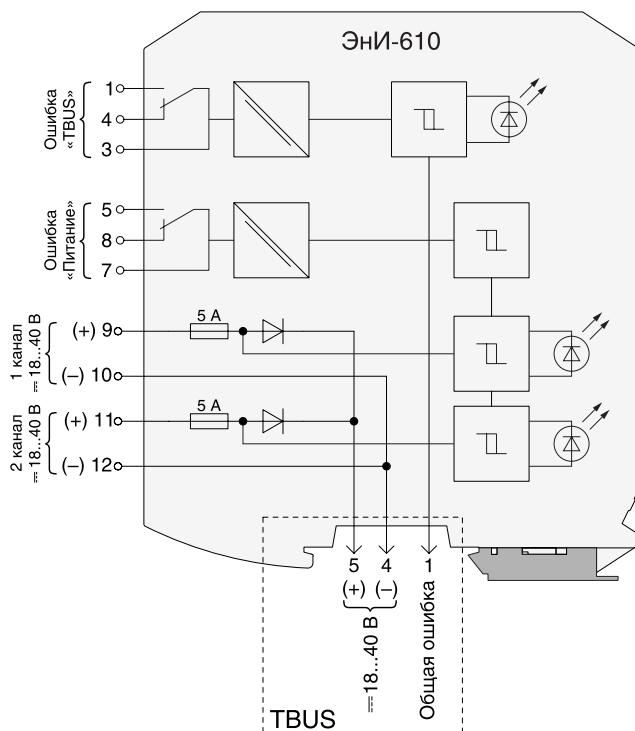 ЭнИ-610
Ошибка
«TBUS»
1
4
3
Ошибка
«Питание»
5
8
7
1 канал
⎓ 18...40 В
(+) 9
(–) 10
5 А
2 канал
⎓ 18...40 В
(+) 11
(–) 12
5 А
5 4 1
(+) (–)
⎓18...40 В
Общая ошибка
TBUS